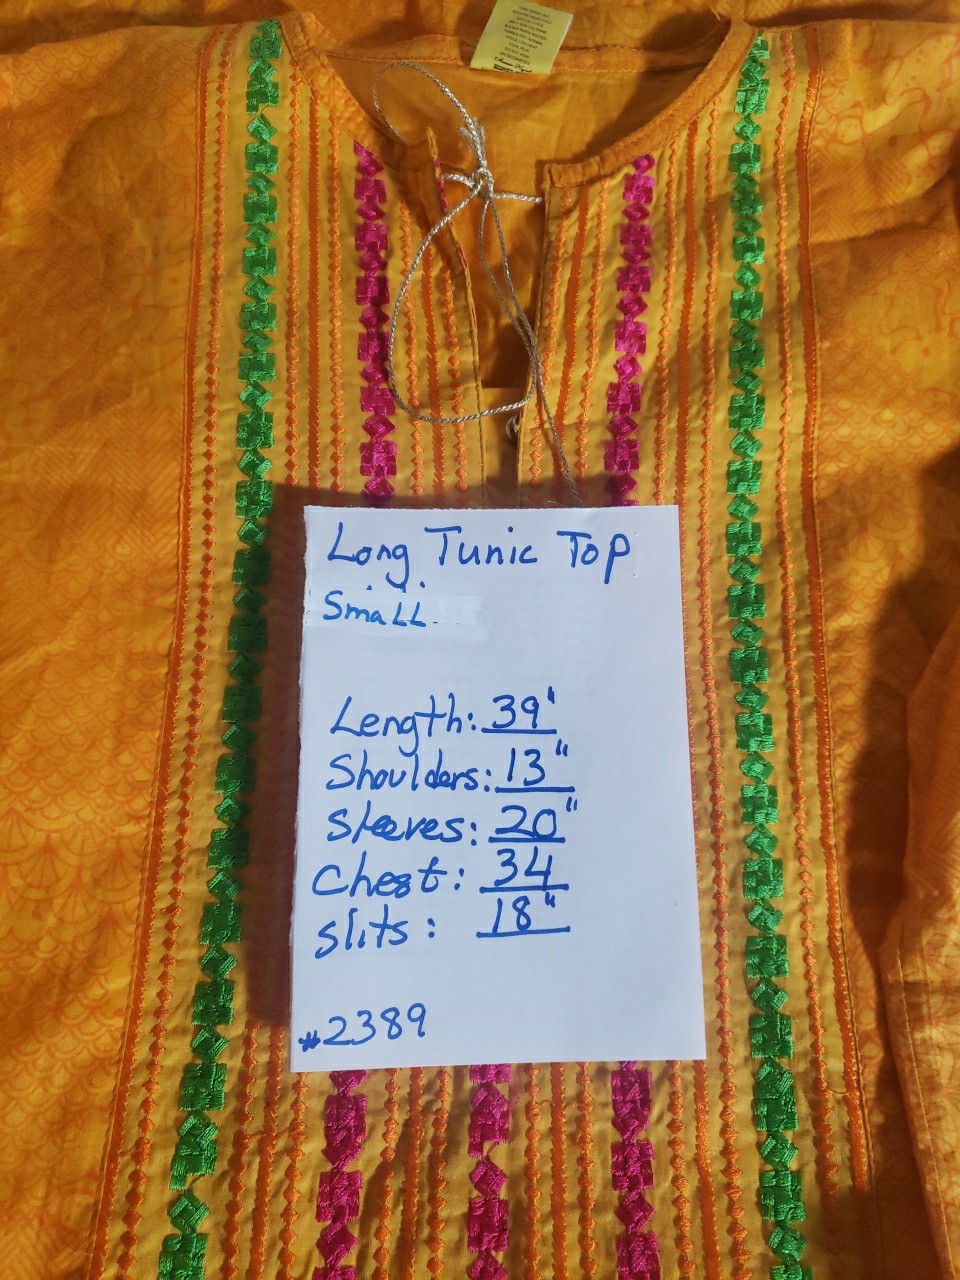 Long Tunic Top
Small
Length: 39"
Shoulders: 13"
Sleeves: 20"
Chest: 34
Slits: 18"
#2389